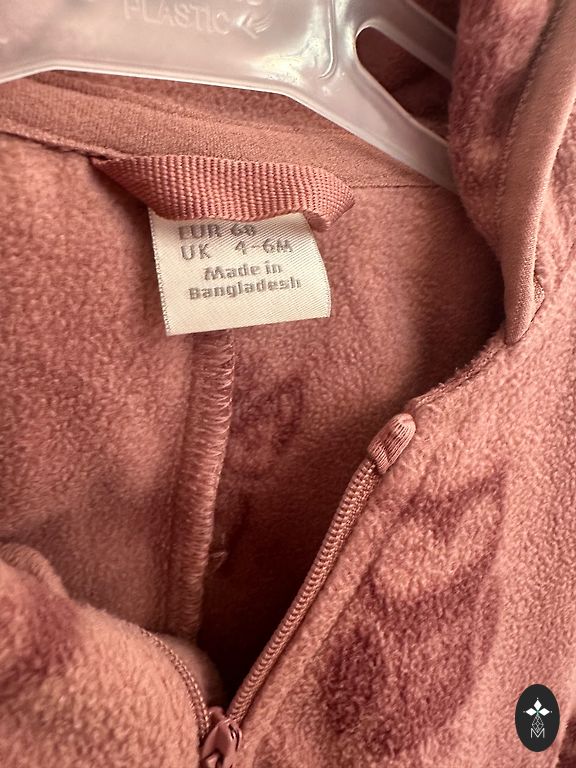 PLASTIC
EUR 68
UK 4-6M
Made in
Bangladesh